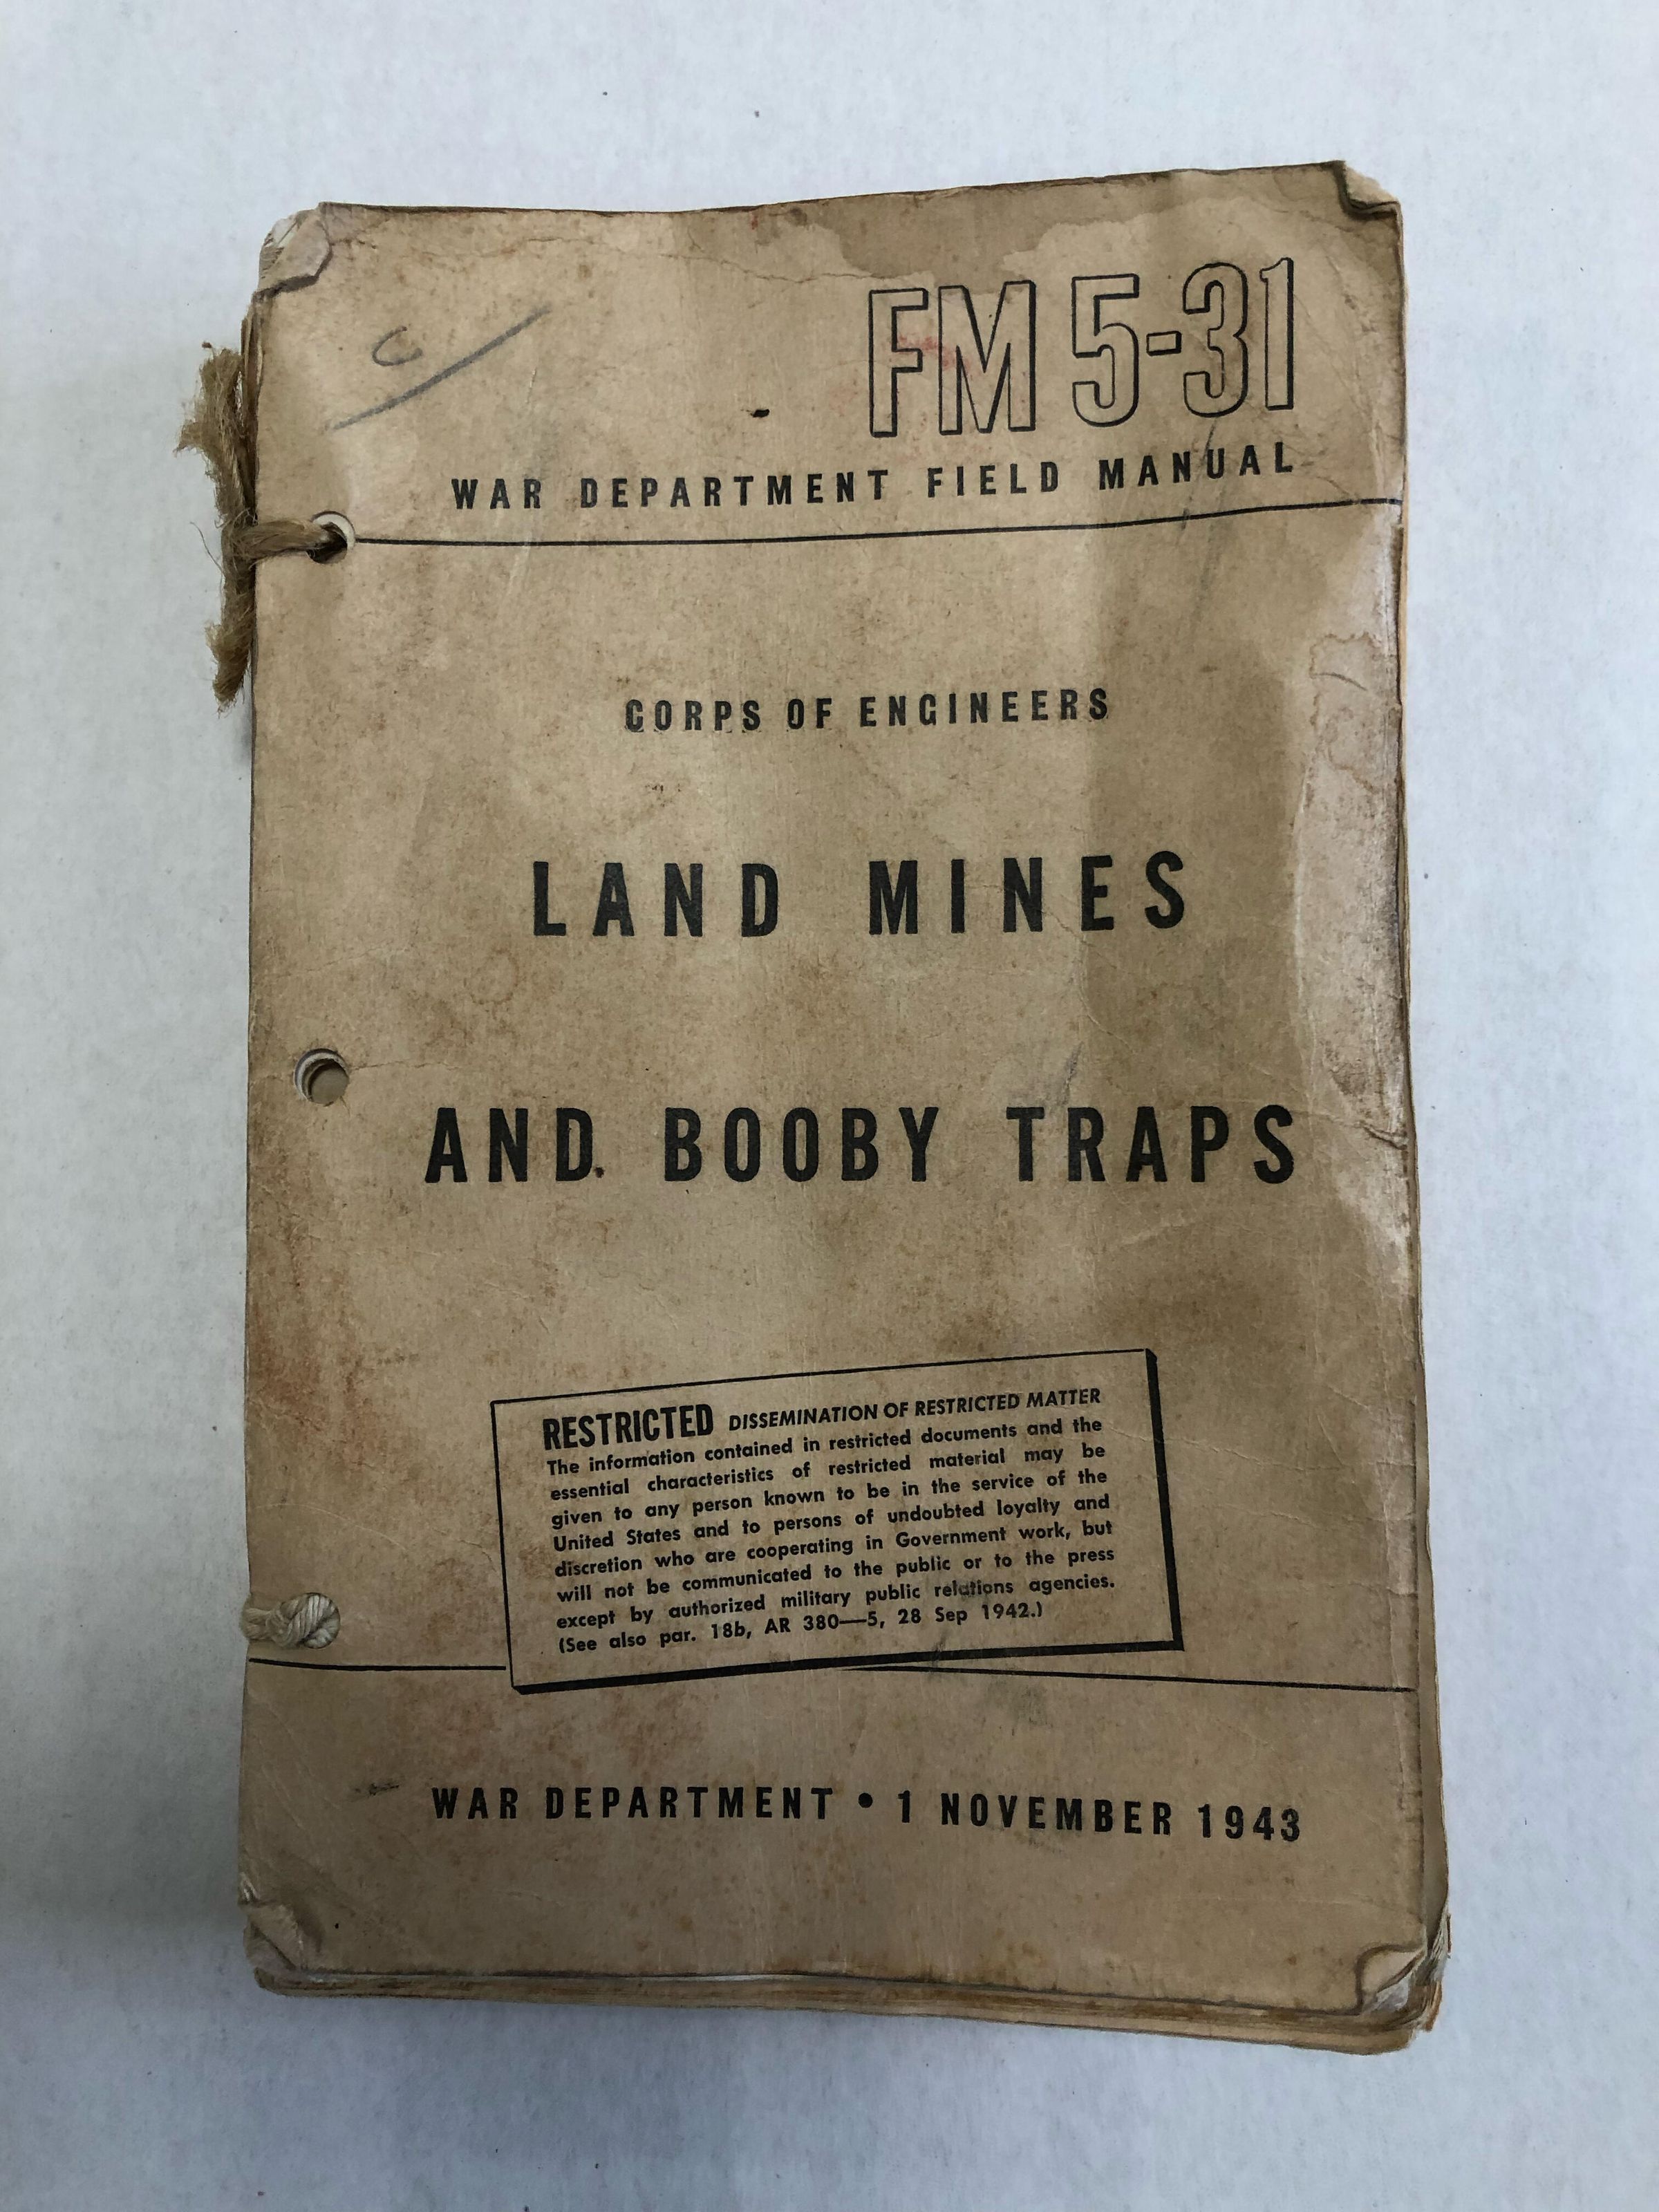 FM 5-31
C
WAR DEPARTMENT FIELD MANUAL
CORPS OF ENGINEERS
LAND MINES
AND BOOBY TRAPS
RESTRICTED DISSEMINATION OF RESTRICTED MATTER
The information contained in restricted documents and the
essential characteristics of restricted material may be
given to any person known to be in the service of the
United States and to persons of undoubted loyalty and
discretion who are cooperating in Government work, but
will not be communicated to the public or to the press
except by authorized military public relations agencies.
(See also par. 18b, AR 380—5, 28 Sep 1942.)
WAR DEPARTMENT • 1 NOVEMBER 1943